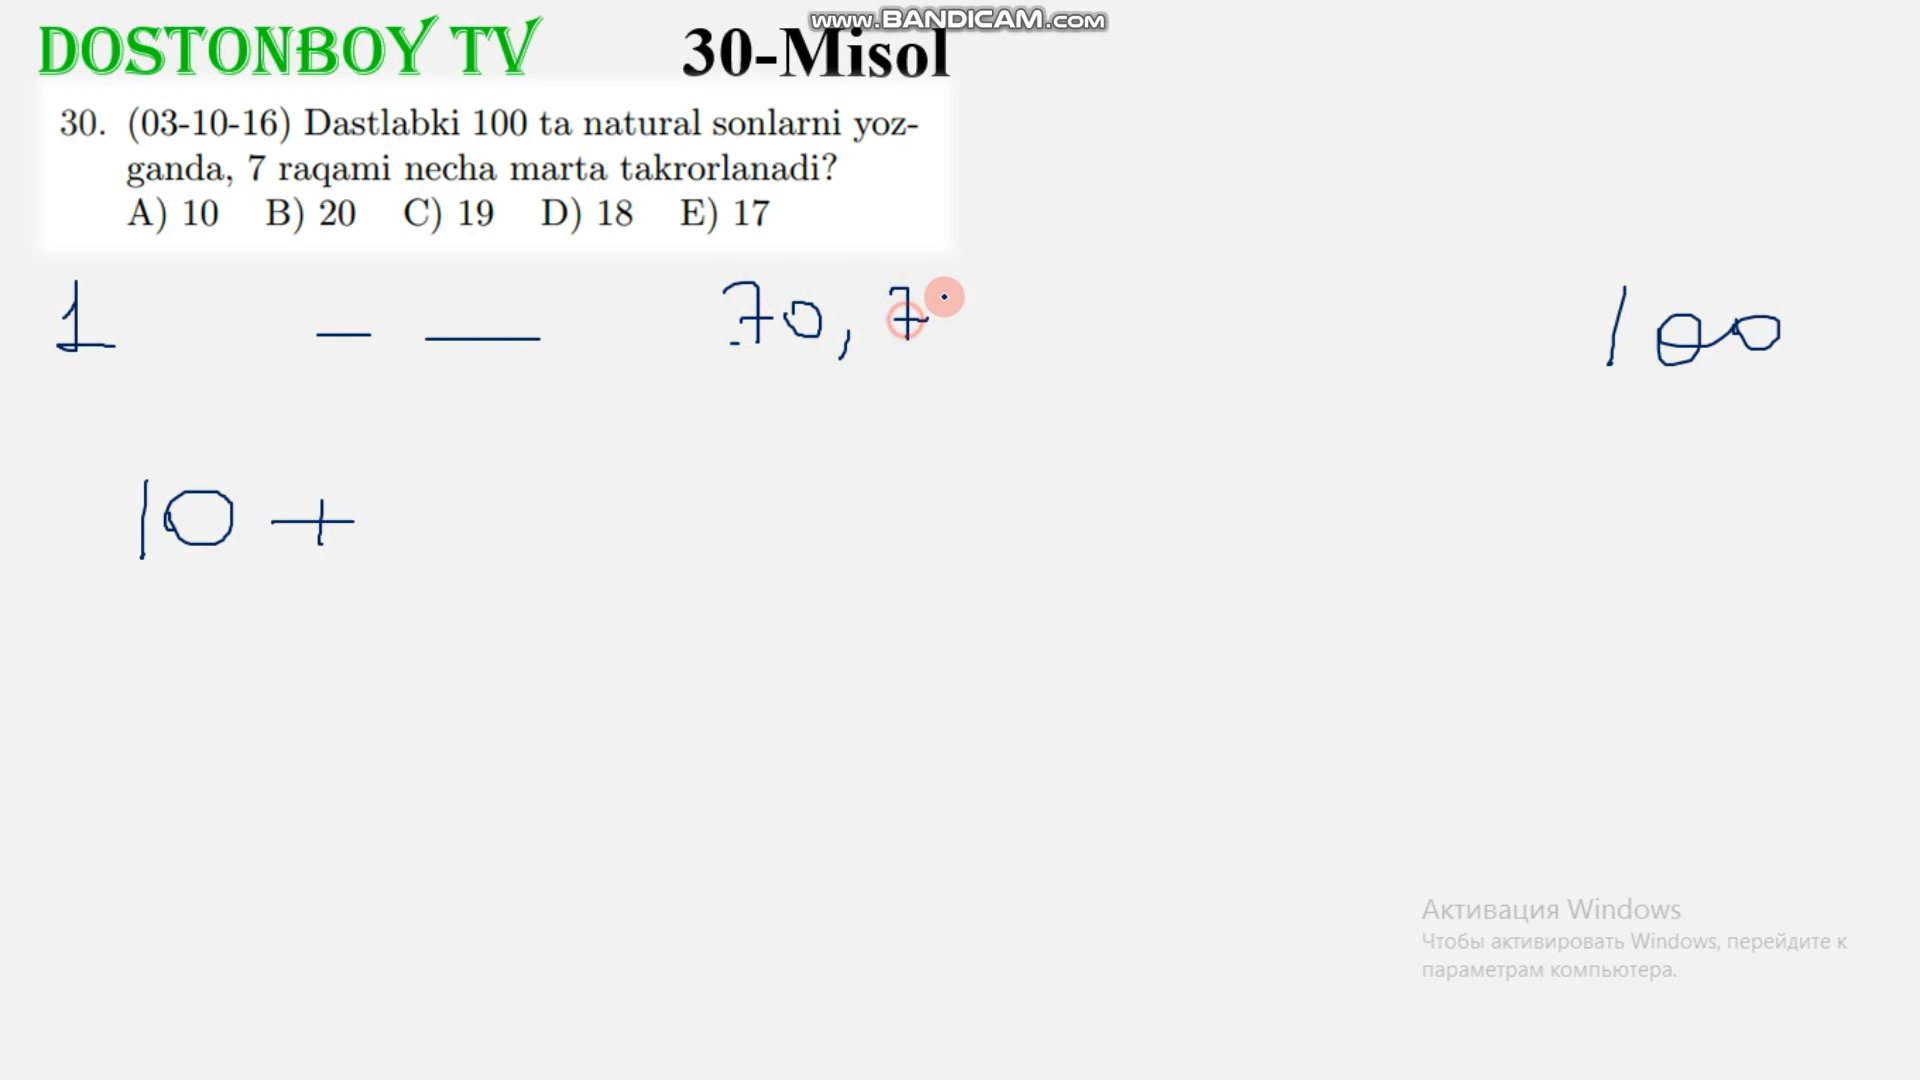 www.BANDICAM.com
DOSTONBOY TV 30-Misol
30. (03-10-16) Dastlabki 100 ta natural sonlarni yoz-
ganda, 7 raqami necha marta takrorlanadi?
A) 10 B) 20 C) 19 D) 18 E) 17
1 — — 70, 7 100
10 +
Активация Windows
Чтобы активировать Windows, перейдите к
параметрам компьютера.